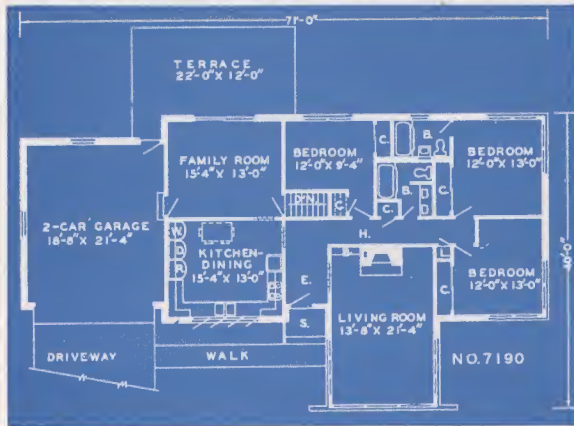 71'-0"
TERRACE
22'-0" X 12'-0"
FAMILY ROOM
15'-4" X 13'-0"
BEDROOM
12'-0" X 9'-4"
C.
B.
BEDROOM
12'-0" X 13'-0"
2-CAR GARAGE
18'-8" X 21'-4"
D'N.
C.
C.
B.
C.
W.
D.
R.
KITCHEN-
DINING
15'-4" X 13'-0"
H.
E.
S.
B.
L.
C.
BEDROOM
12'-0" X 13'-0"
LIVING ROOM
13'-8" X 21'-4"
40'-0"
DRIVEWAY
WALK
NO. 7190